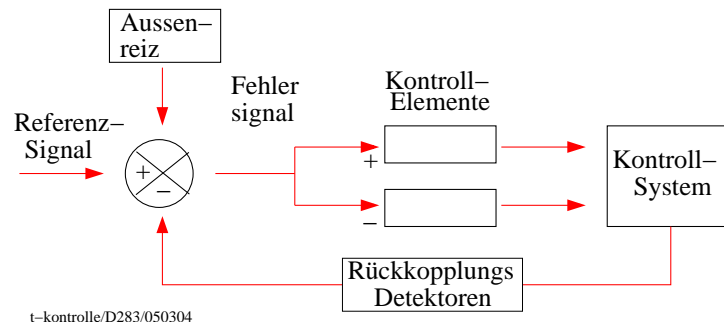 Aussen–
reiz
Fehler
signal
Kontroll–
Elemente
Referenz–
Signal
+
–
+
–
Kontroll–
System
Rückkopplungs
Detektoren
t–kontrolle/D283/050304